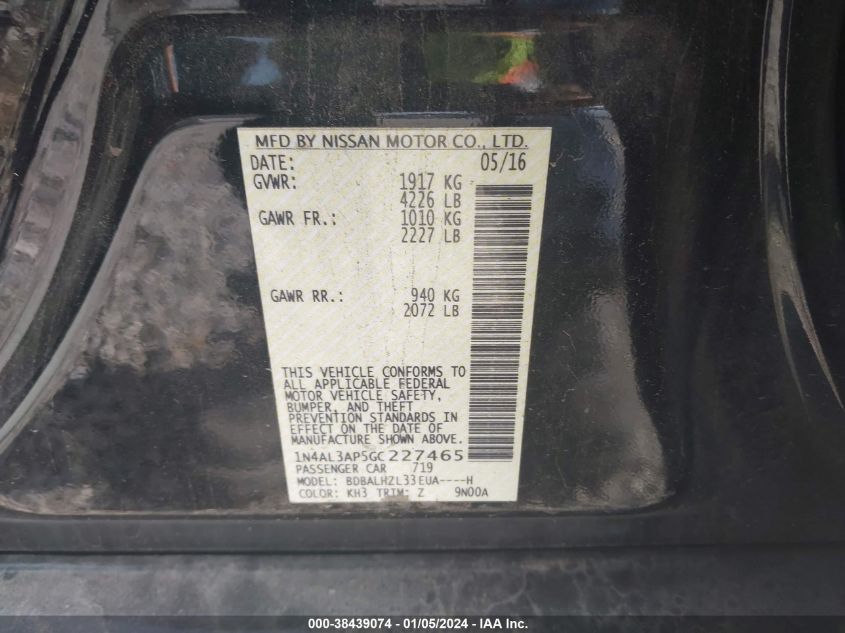 MFD BY NISSAN MOTOR CO., LTD.
DATE: 05/16
GVWR: 1917 KG
4226 LB
GAWR FR.: 1010 KG
2227 LB
GAWR RR.: 940 KG
2072 LB
THIS VEHICLE CONFORMS TO
ALL APPLICABLE FEDERAL
MOTOR VEHICLE SAFETY,
BUMPER, AND THEFT
PREVENTION STANDARDS IN
EFFECT ON THE DATE OF
MANUFACTURE SHOWN ABOVE.
1N4AL3AP5GC227465
PASSENGER CAR 719
MODEL: BDBALHZL33EUA----H
COLOR: KH3 TRIM: Z 9N00A
000-38439074 - 01/05/2024 - IAA Inc.